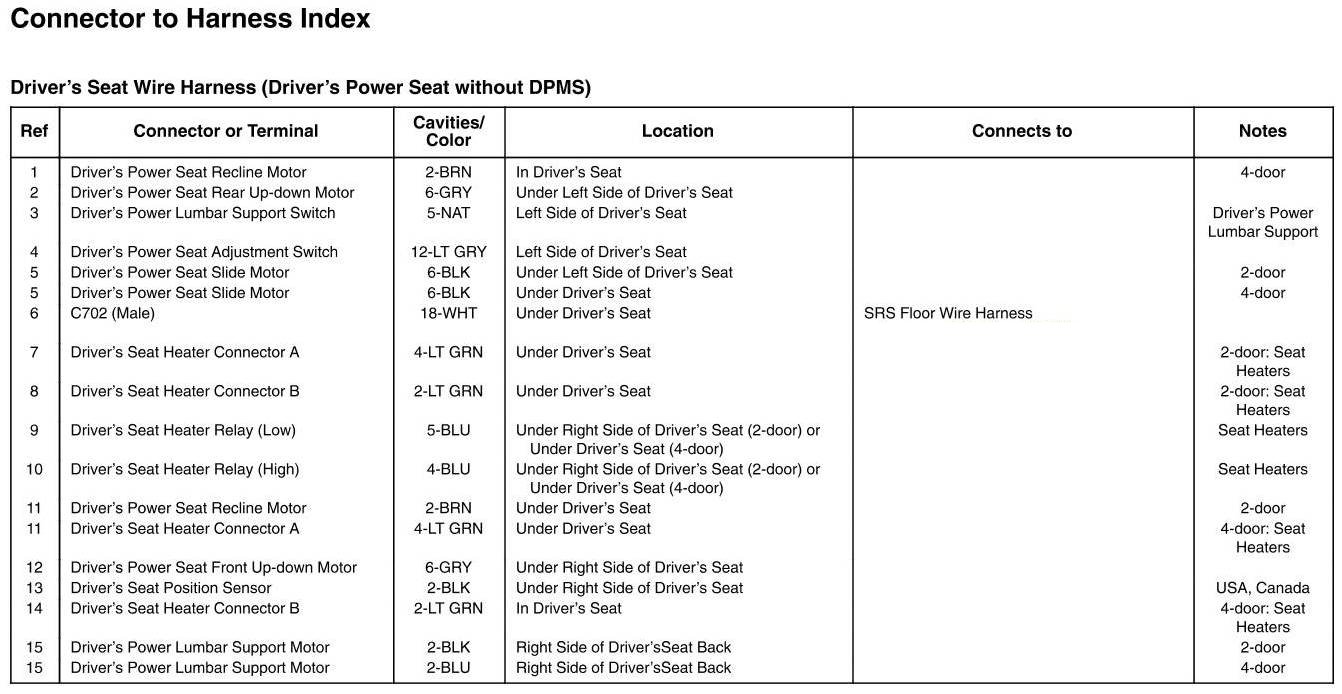 Connector to Harness Index
Driver's Seat Wire Harness (Driver's Power Seat without DPMS)
Ref Connector or Terminal Cavities/ Color Location Connects to Notes
1 Driver's Power Seat Recline Motor 2-BRN In Driver's Seat 4-door
2 Driver's Power Seat Rear Up-down Motor 6-GRY Under Left Side of Driver's Seat
3 Driver's Power Lumbar Support Switch 5-NAT Left Side of Driver's Seat Driver's Power
Lumbar Support
4 Driver's Power Seat Adjustment Switch 12-LT GRY Left Side of Driver's Seat
5 Driver's Power Seat Slide Motor 6-BLK Under Left Side of Driver's Seat 2-door
5 Driver's Power Seat Slide Motor 6-BLK Under Driver's Seat 4-door
6 C702 (Male) 18-WHT Under Driver's Seat SRS Floor Wire Harness
7 Driver's Seat Heater Connector A 4-LT GRN Under Driver's Seat 2-door: Seat
Heaters
8 Driver's Seat Heater Connector B 2-LT GRN Under Driver's Seat 2-door: Seat
Heaters
9 Driver's Seat Heater Relay (Low) 5-BLU Under Right Side of Driver's Seat (2-door) or Seat Heaters
Under Driver's Seat (4-door)
10 Driver's Seat Heater Relay (High) 4-BLU Under Right Side of Driver's Seat (2-door) or Seat Heaters
Under Driver's Seat (4-door)
11 Driver's Power Seat Recline Motor 2-BRN Under Driver's Seat 2-door
11 Driver's Seat Heater Connector A 4-LT GRN Under Driver's Seat 4-door: Seat
Heaters
12 Driver's Power Seat Front Up-down Motor 6-GRY Under Right Side of Driver's Seat
13 Driver's Seat Position Sensor 2-BLK Under Right Side of Driver's Seat USA, Canada
14 Driver's Seat Heater Connector B 2-LT GRN In Driver's Seat 4-door: Seat
Heaters
15 Driver's Power Lumbar Support Motor 2-BLK Right Side of Driver'sSeat Back 2-door
15 Driver's Power Lumbar Support Motor 2-BLU Right Side of Driver'sSeat Back 4-door